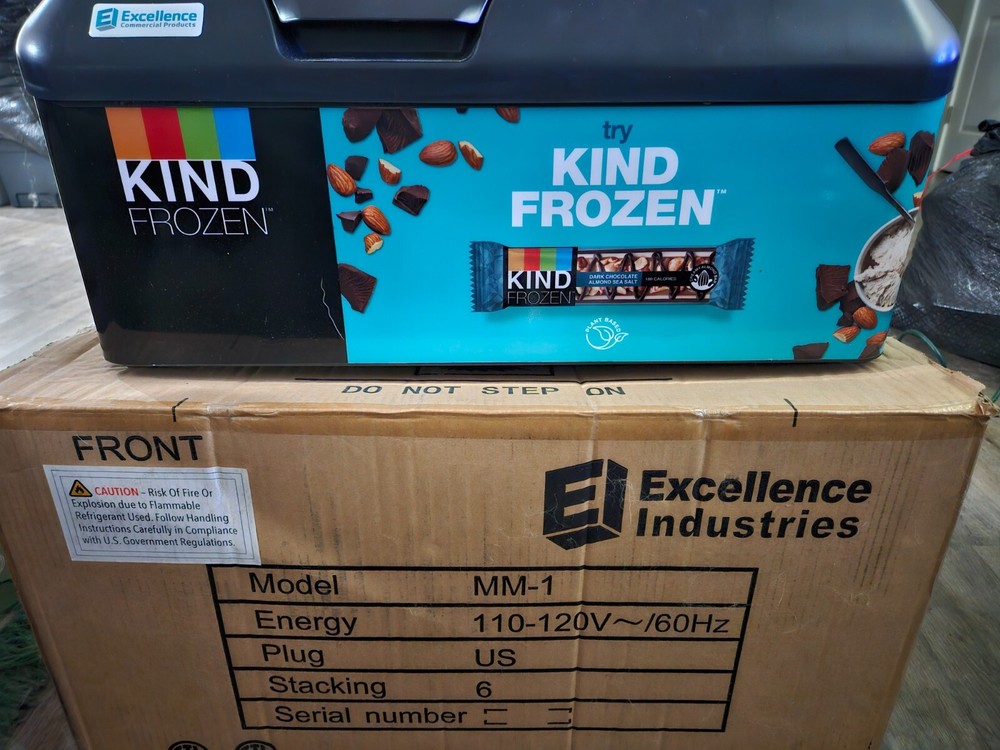 Excellence
Commercial Products
KIND
FROZEN™
try
KIND
FROZEN™
KIND
FROZEN
DARK CHOCOLATE
ALMOND SEA SALT
PLANT BASED
DO NOT STEP ON
FRONT
CAUTION - Risk Of Fire Or
Explosion due to Flammable
Refrigerant Used. Follow Handling
Instructions Carefully in Compliance
with U.S. Government Regulations.
Excellence
Industries
Model MM-1
Energy 110-120V～/60Hz
Plug US
Stacking 6
Serial number